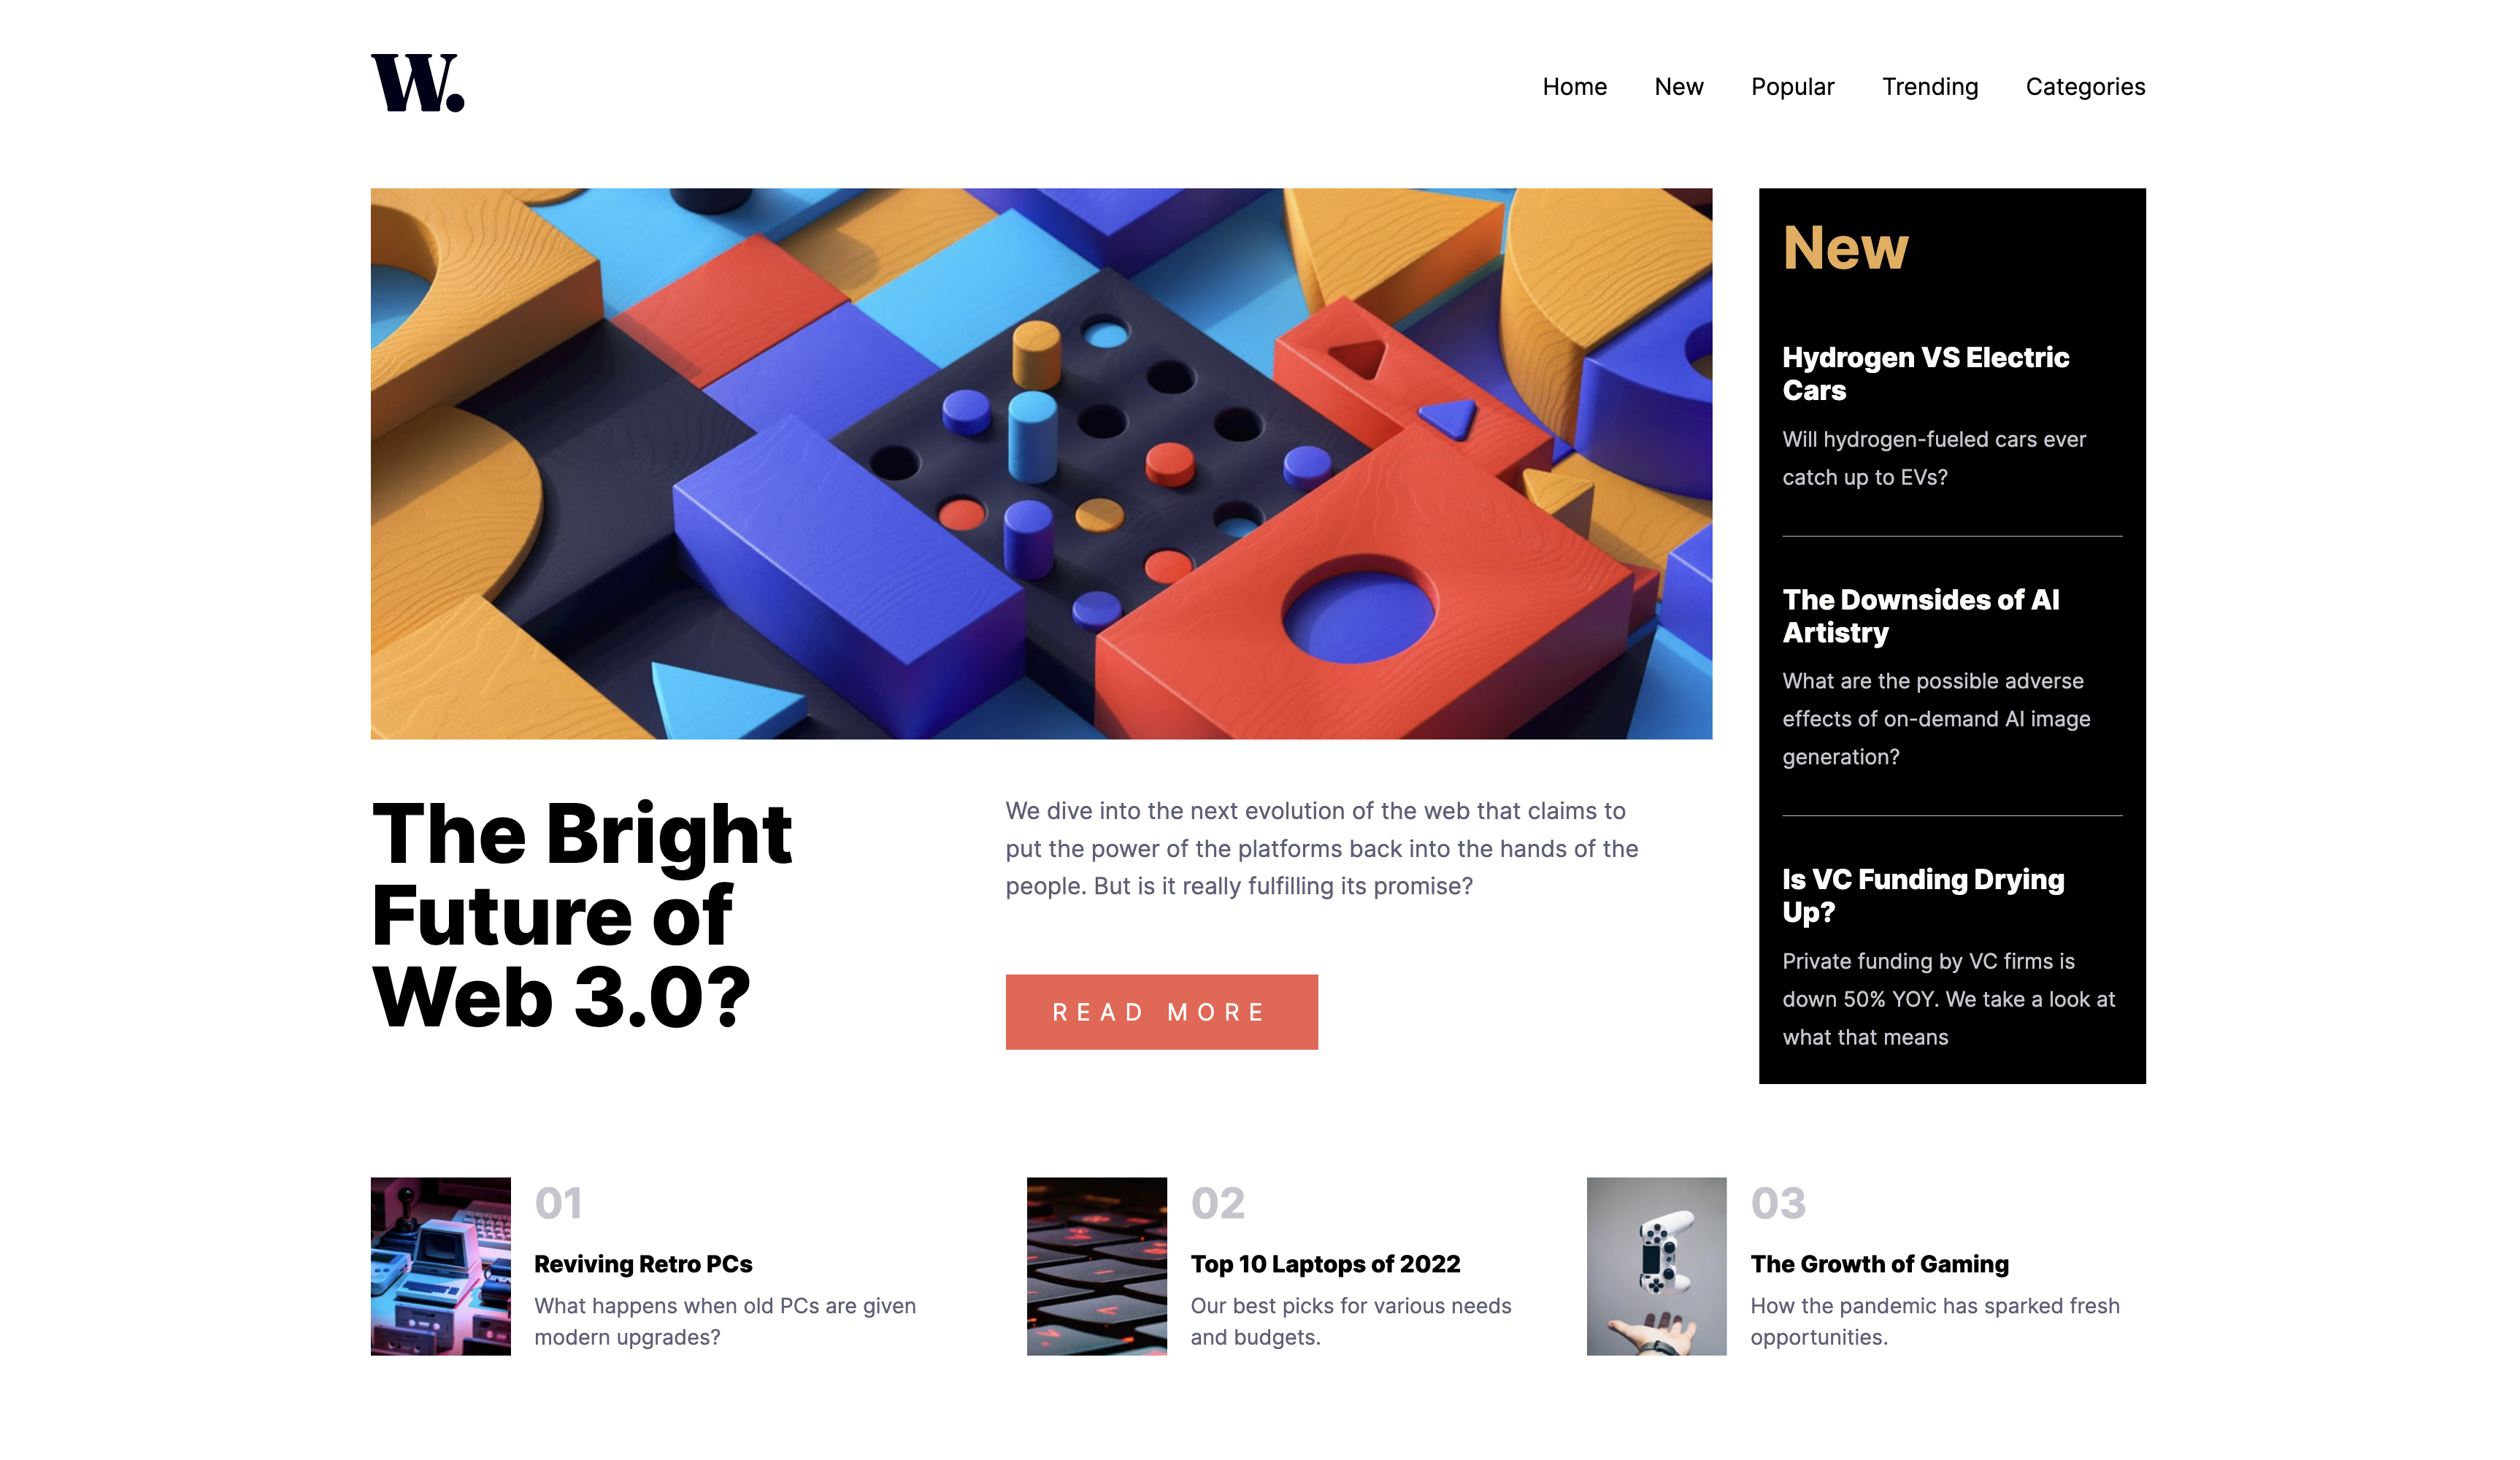 W.
Home New Popular Trending Categories
New
Hydrogen VS Electric
Cars
Will hydrogen-fueled cars ever
catch up to EVs?
The Downsides of AI
Artistry
What are the possible adverse
effects of on-demand AI image
generation?
Is VC Funding Drying
Up?
Private funding by VC firms is
down 50% YOY. We take a look at
what that means
The Bright
Future of
Web 3.0?
We dive into the next evolution of the web that claims to
put the power of the platforms back into the hands of the
people. But is it really fulfilling its promise?
READ MORE
01
Reviving Retro PCs
What happens when old PCs are given
modern upgrades?
02
Top 10 Laptops of 2022
Our best picks for various needs
and budgets.
03
The Growth of Gaming
How the pandemic has sparked fresh
opportunities.